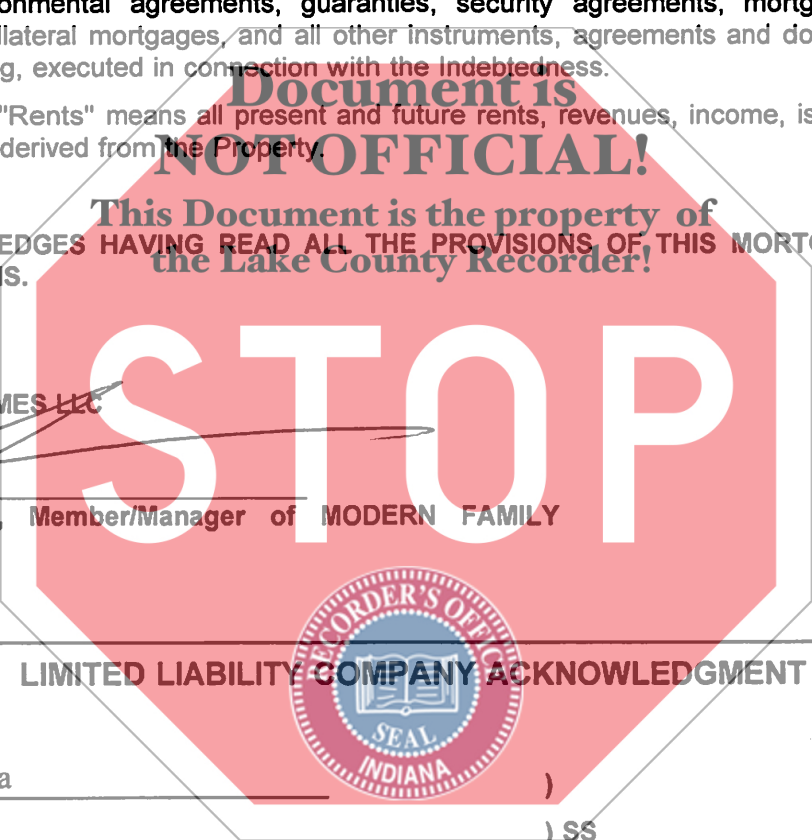 onmental agreements, guaranties, security agreements, mortg
llateral mortgages, and all other instruments, agreements and do
g, executed in connection with the Indebtedness.
Document is
"Rents" means all present and future rents, revenues, income, is
derived from the Property.
NOT OFFICIAL!
This Document is the property of
EDGES HAVING READ ALL THE PROVISIONS OF THIS MORTG
the Lake County Recorder!
IS.
STOP
MES LLC
, Member/Manager of MODERN FAMILY
RECORDER'S OFFICE
LIMITED LIABILITY COMPANY ACKNOWLEDGMENT
SEAL
INDIANA
a )
) SS